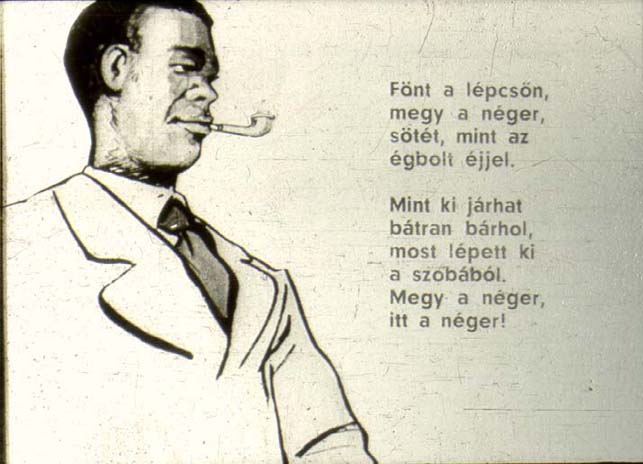 Fönt a lépcsőn,
megy a néger,
sötét, mint az
égbolt éjjel.
Mint ki járhat
bátran bárhol,
most lépett ki
a szobából.
Megy a néger,
itt a néger!